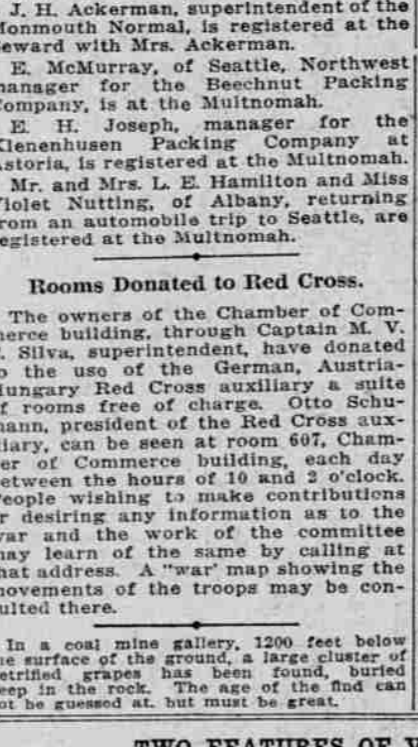 J. H. Ackerman, superintendent of the
Monmouth Normal, is registered at the
Seward with Mrs. Ackerman.
E. McMurray, of Seattle, Northwest
manager for the Beechnut Packing
Company, is at the Multnomah.
E. H. Joseph, manager for the
Klenenhusen Packing Company at
Astoria, is registered at the Multnomah.
Mr. and Mrs. L. E. Hamilton and Miss
Violet Nutting, of Albany, returning
from an automobile trip to Seattle, are
registered at the Multnomah.
Rooms Donated to Red Cross.
The owners of the Chamber of Com-
merce building, through Captain M. V.
Silva, superintendent, have donated
to the use of the German, Austria-
Hungary Red Cross auxiliary a suite
of rooms free of charge. Otto Schu-
mann, president of the Red Cross aux-
iliary, can be seen at room 607, Cham-
ber of Commerce building, each day
between the hours of 10 and 2 o'clock.
People wishing to make contributions
or desiring any information as to the
war and the work of the committee
may learn of the same by calling at
that address. A "war' map showing the
movements of the troops may be con-
sulted there.
In a coal mine gallery, 1200 feet below
the surface of the ground, a large cluster of
petrified grapes has been found, buried
deep in the rock. The age of the find can
not be guessed at, but must be great.
TWO FEATURES OF